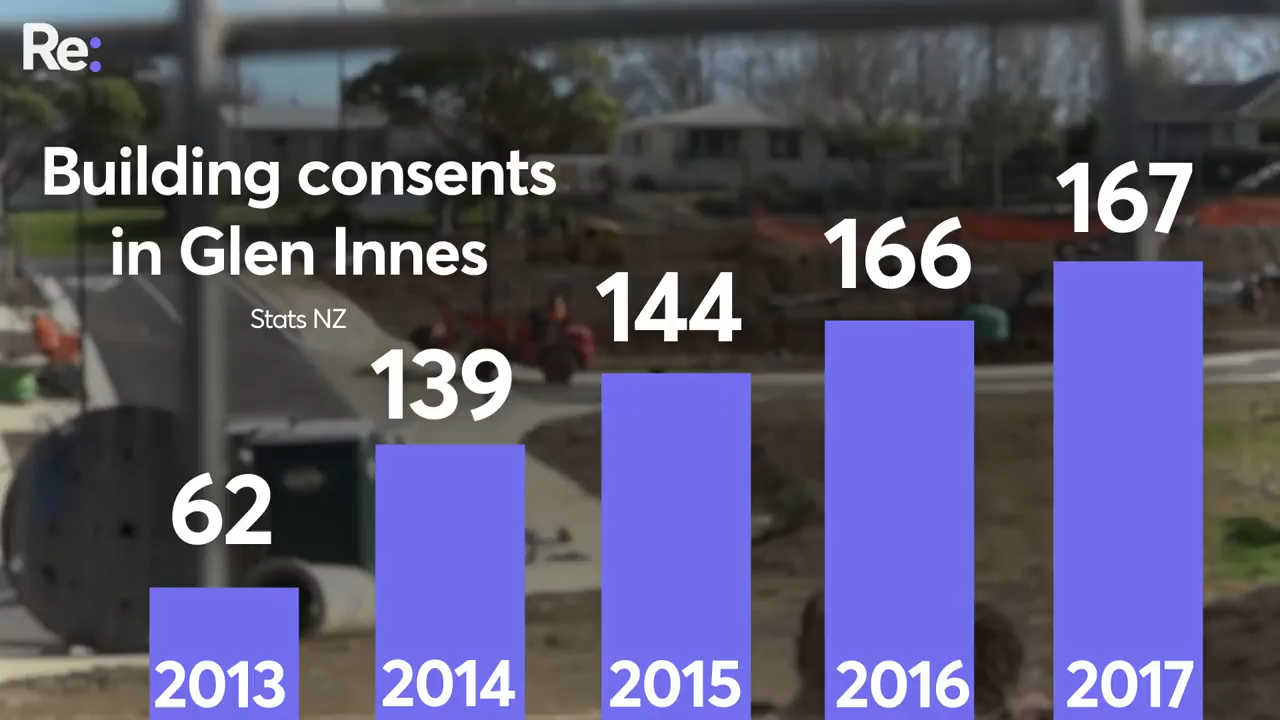 Re:
Building consents
in Glen Innes
Stats NZ
62
139
144
166
167
2013
2014
2015
2016
2017